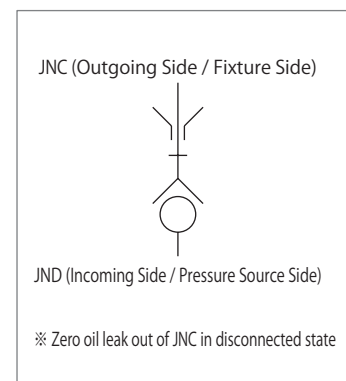 JNC (Outgoing Side / Fixture Side)
JND (Incoming Side / Pressure Source Side)
※ Zero oil leak out of JNC in disconnected state